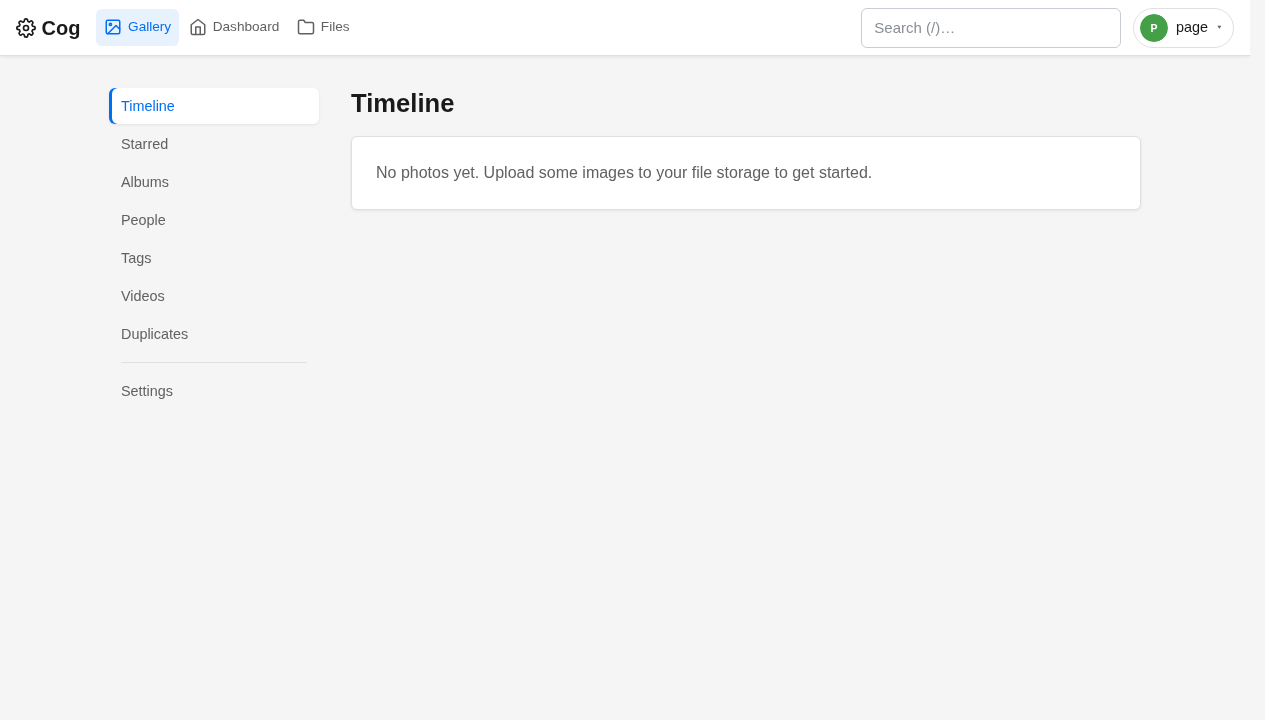 Cog Gallery Dashboard Files Search (/)… P page
Timeline
Starred
Albums
People
Tags
Videos
Duplicates
Settings
Timeline
No photos yet. Upload some images to your file storage to get started.